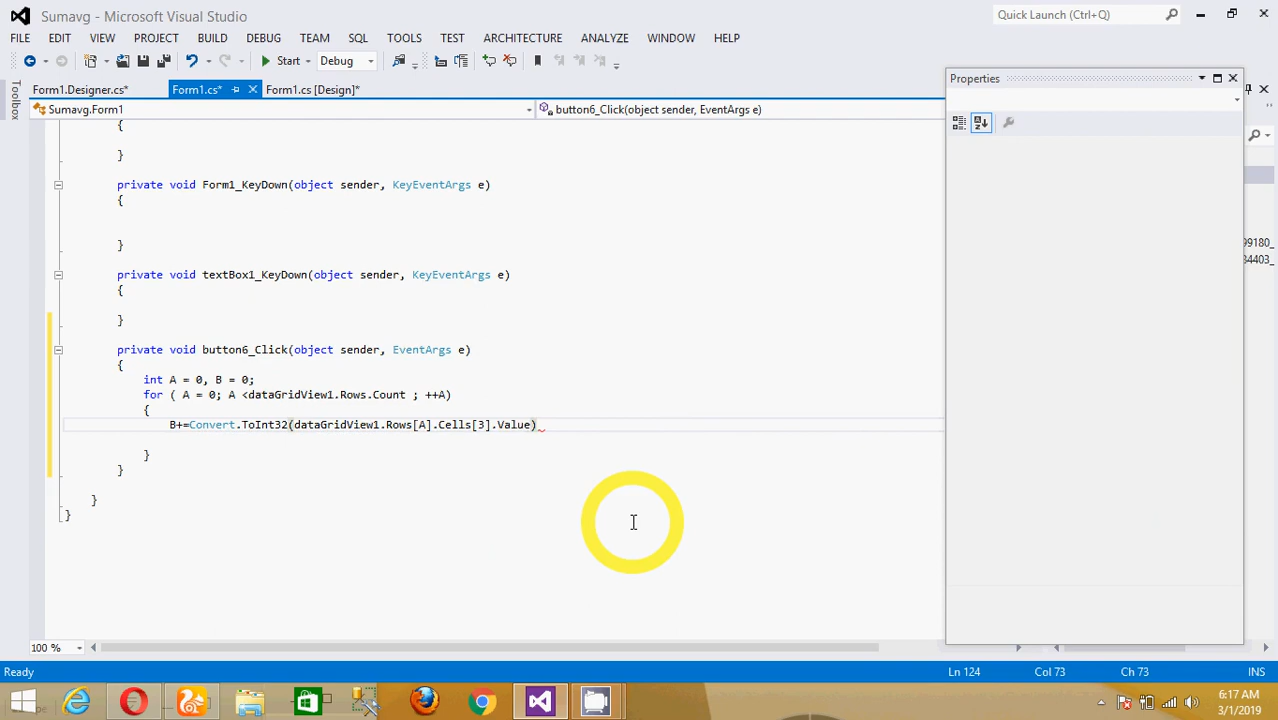 Sumavg - Microsoft Visual Studio
Quick Launch (Ctrl+Q)
FILE EDIT VIEW PROJECT BUILD DEBUG TEAM SQL TOOLS TEST ARCHITECTURE ANALYZE WINDOW HELP
Start Debug
Form1.Designer.cs* Form1.cs* Form1.cs [Design]*
Toolbox
Sumavg.Form1 button6_Click(object sender, EventArgs e)
{
}
private void Form1_KeyDown(object sender, KeyEventArgs e)
{
}
private void textBox1_KeyDown(object sender, KeyEventArgs e)
{
}
private void button6_Click(object sender, EventArgs e)
{
int A = 0, B = 0;
for ( A = 0; A <dataGridView1.Rows.Count ; ++A)
{
B+=Convert.ToInt32(dataGridView1.Rows[A].Cells[3].Value)
}
}
}
}
Properties
99180_
84403_
100 %
Ready Ln 124 Col 73 Ch 73 INS
6:17 AM
3/1/2019